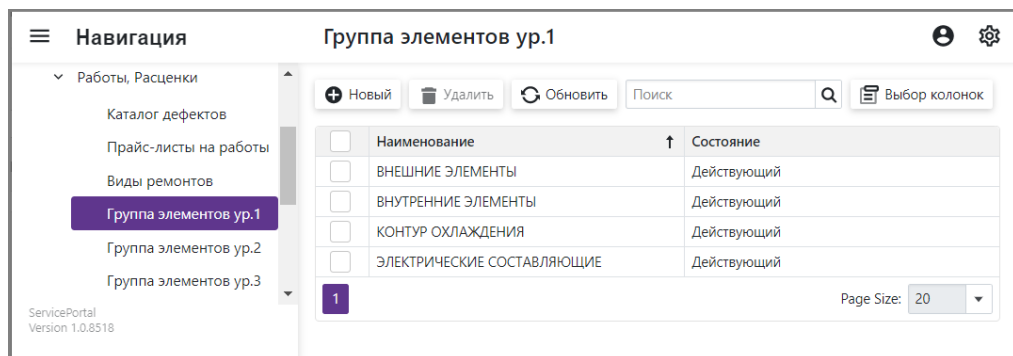 Навигация
Группа элементов ур.1
Работы, Расценки
Каталог дефектов
Прайс-листы на работы
Виды ремонтов
Группа элементов ур.1
Группа элементов ур.2
Группа элементов ур.3
ServicePortal
Version 1.0.8518
Новый Удалить Обновить Поиск Выбор колонок
Наименование Состояние
ВНЕШНИЕ ЭЛЕМЕНТЫ Действующий
ВНУТРЕННИЕ ЭЛЕМЕНТЫ Действующий
КОНТУР ОХЛАЖДЕНИЯ Действующий
ЭЛЕКТРИЧЕСКИЕ СОСТАВЛЯЮЩИЕ Действующий
1 Page Size: 20